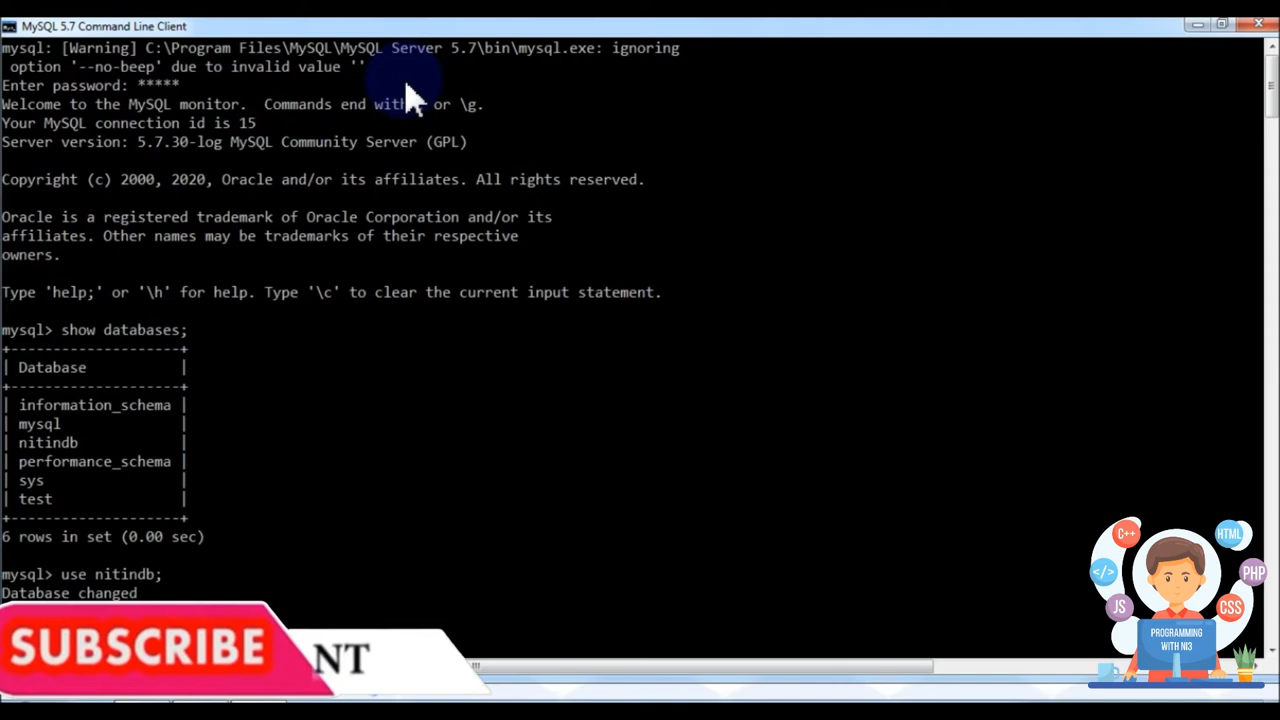 MySQL 5.7 Command Line Client
mysql: [Warning] C:\Program Files\MySQL\MySQL Server 5.7\bin\mysql.exe: ignoring
option '--no-beep' due to invalid value ''
Enter password: *****
Welcome to the MySQL monitor. Commands end with or \g.
Your MySQL connection id is 15
Server version: 5.7.30-log MySQL Community Server (GPL)
Copyright (c) 2000, 2020, Oracle and/or its affiliates. All rights reserved.
Oracle is a registered trademark of Oracle Corporation and/or its
affiliates. Other names may be trademarks of their respective
owners.
Type 'help;' or '\h' for help. Type '\c' to clear the current input statement.
mysql> show databases;
+--------------------+
| Database           |
+--------------------+
| information_schema |
| mysql              |
| nitindb            |
| performance_schema |
| sys                |
| test               |
+--------------------+
6 rows in set (0.00 sec)
mysql> use nitindb;
Database changed
SUBSCRIBE
NT
C++
HTML
</>
PHP
JS
CSS
PROGRAMMING
WITH NI3